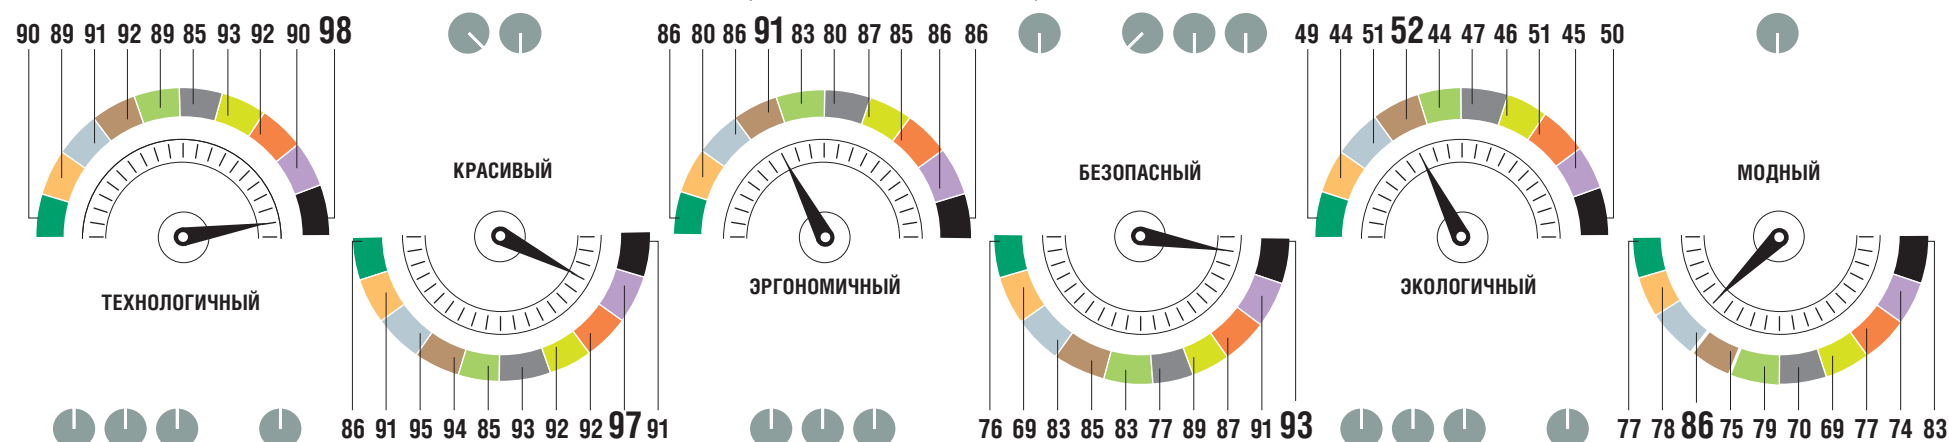 90 89 91 92 89 85 93 92 90 98
ТЕХНОЛОГИЧНЫЙ
КРАСИВЫЙ
86 91 95 94 85 93 92 92 97 91
86 80 86 91 83 80 87 85 86 86
ЭРГОНОМИЧНЫЙ
БЕЗОПАСНЫЙ
76 69 83 85 83 77 89 87 91 93
49 44 51 52 44 47 46 51 45 50
ЭКОЛОГИЧНЫЙ
МОДНЫЙ
77 78 86 75 79 70 69 77 74 83